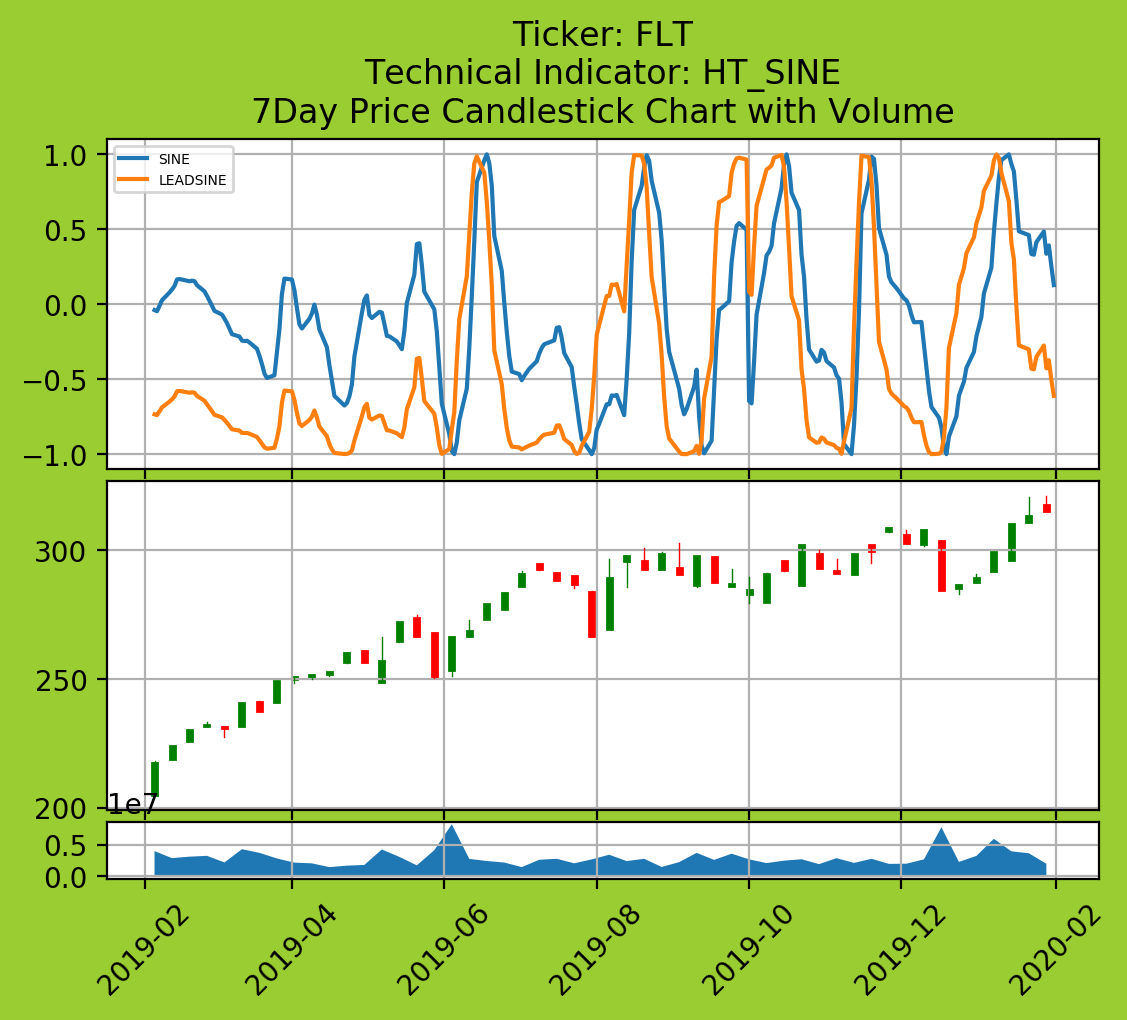 Ticker: FLT
Technical Indicator: HT_SINE
7Day Price Candlestick Chart with Volume
1.0
0.5
0.0
−0.5
−1.0
SINE
LEADSINE
300
250
200
1e7
0.5
0.0
2019-02
2019-04
2019-06
2019-08
2019-10
2019-12
2020-02